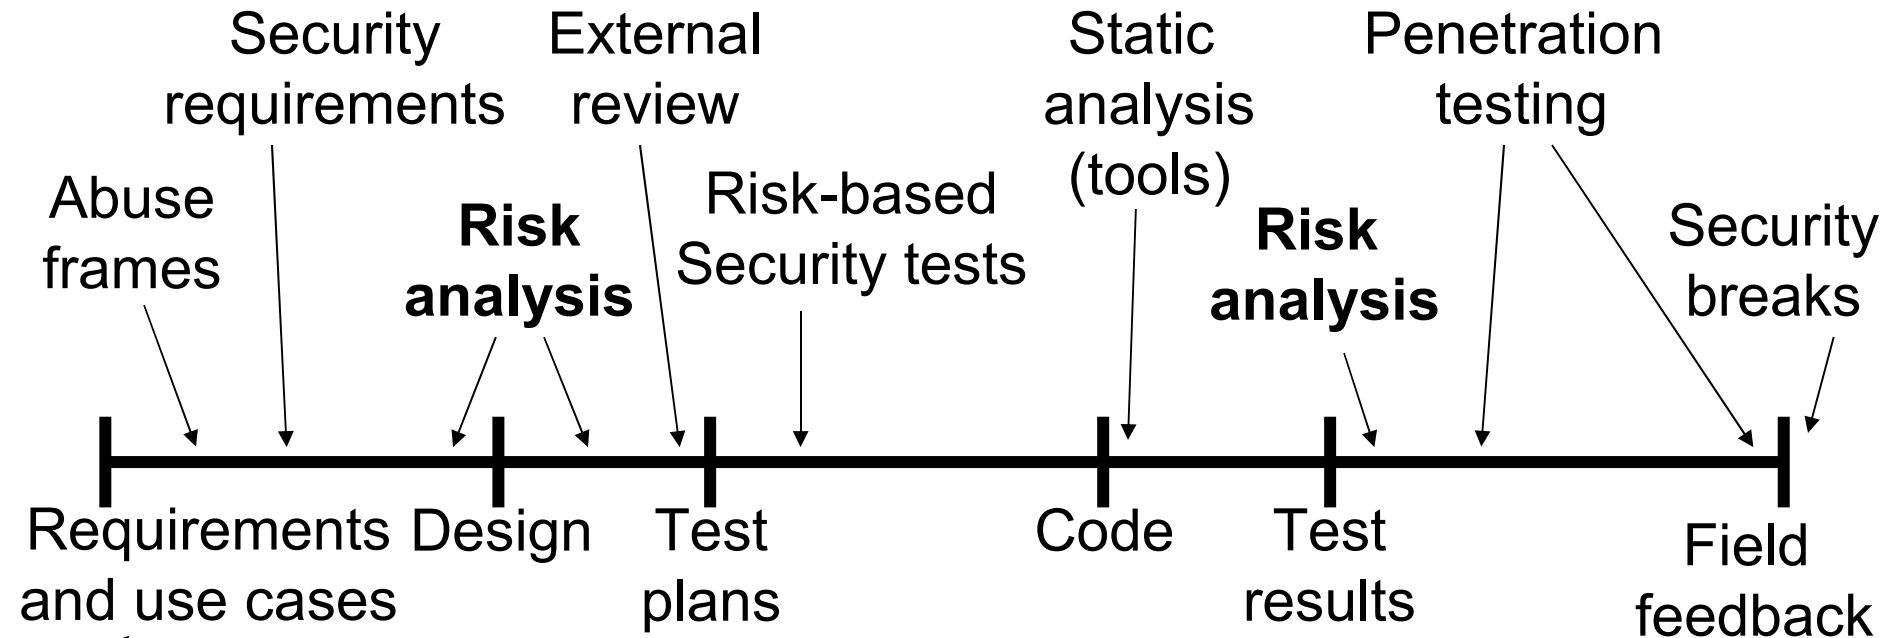 Security
requirements
External
review
Static
analysis
(tools)
Penetration
testing
Abuse
frames
Risk
analysis
Risk-based
Security tests
Risk
analysis
Security
breaks
Requirements
and use cases
Design
Test
plans
Code
Test
results
Field
feedback